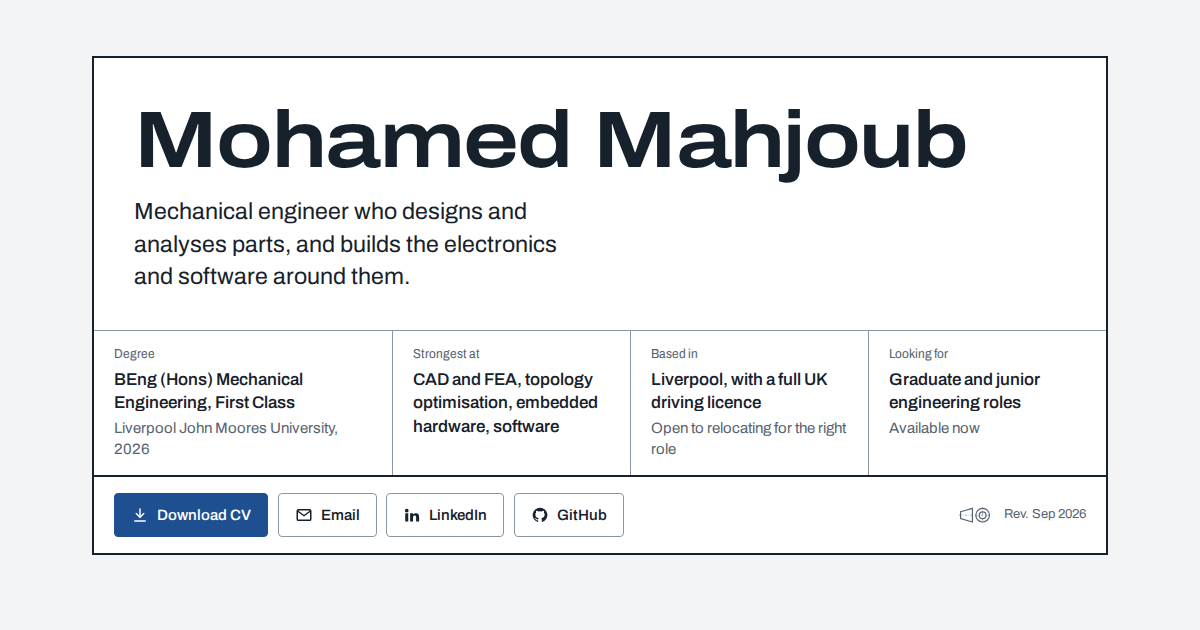 Mohamed Mahjoub
Mechanical engineer who designs and
analyses parts, and builds the electronics
and software around them.
Degree
BEng (Hons) Mechanical
Engineering, First Class
Liverpool John Moores University,
2026
Strongest at
CAD and FEA, topology
optimisation, embedded
hardware, software
Based in
Liverpool, with a full UK
driving licence
Open to relocating for the right
role
Looking for
Graduate and junior
engineering roles
Available now
Download CV
Email
LinkedIn
GitHub
Rev. Sep 2026